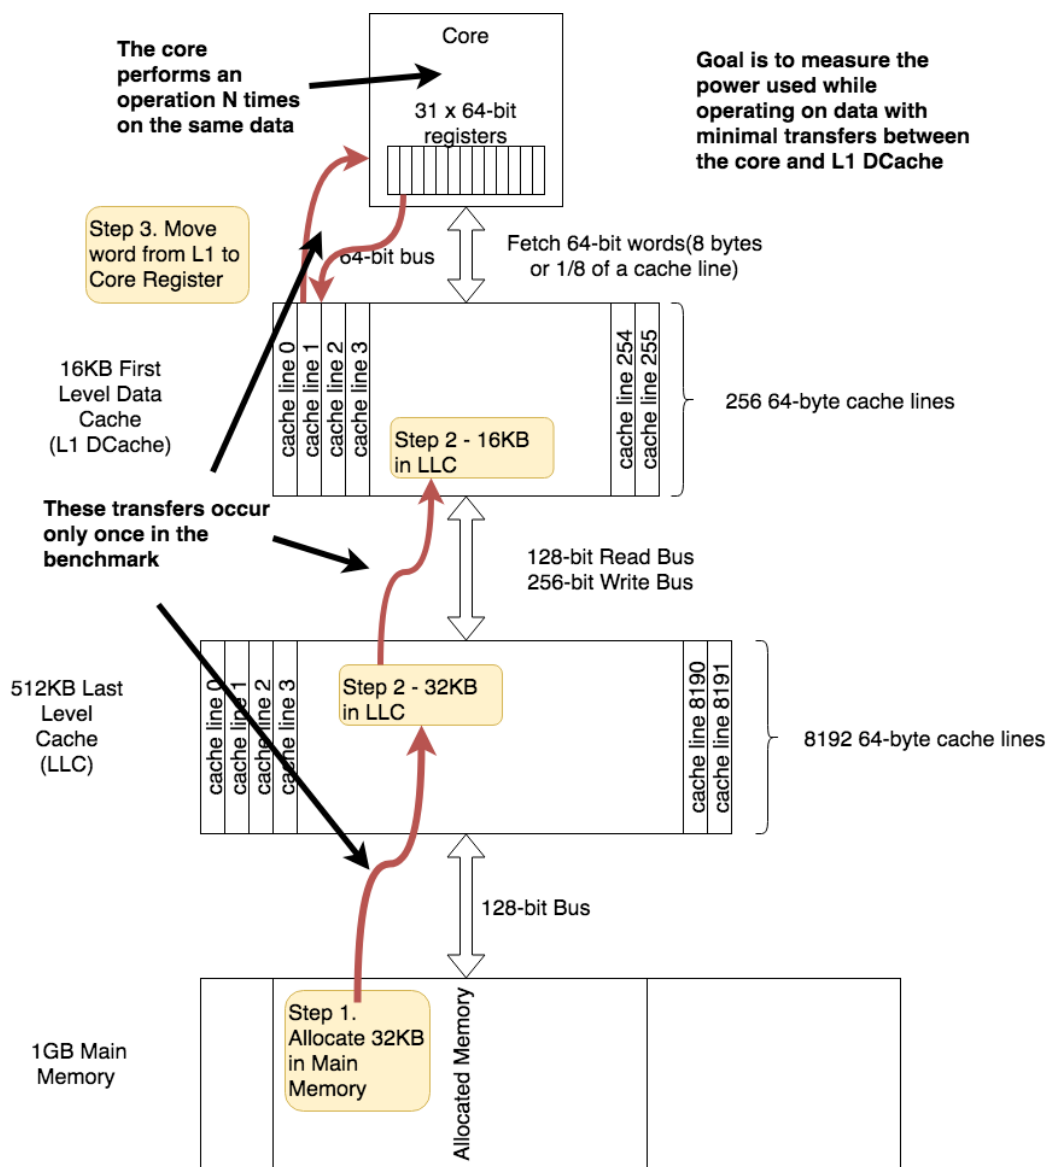 The core
performs an
operation N times
on the same data
Core
31 x 64-bit
registers
Goal is to measure the
power used while
operating on data with
minimal transfers between
the core and L1 DCache
Step 3. Move
word from L1 to
Core Register
64-bit bus
Fetch 64-bit words(8 bytes
or 1/8 of a cache line)
16KB First
Level Data
Cache
(L1 DCache)
cache line 0
cache line 1
cache line 2
cache line 3
cache line 254
cache line 255
256 64-byte cache lines
Step 2 - 16KB
in LLC
These transfers occur
only once in the
benchmark
128-bit Read Bus
256-bit Write Bus
512KB Last
Level
Cache
(LLC)
cache line 0
cache line 1
cache line 2
cache line 3
Step 2 - 32KB
in LLC
cache line 8190
cache line 8191
8192 64-byte cache lines
128-bit Bus
1GB Main
Memory
Step 1.
Allocate 32KB
in Main
Memory
Allocated Memory